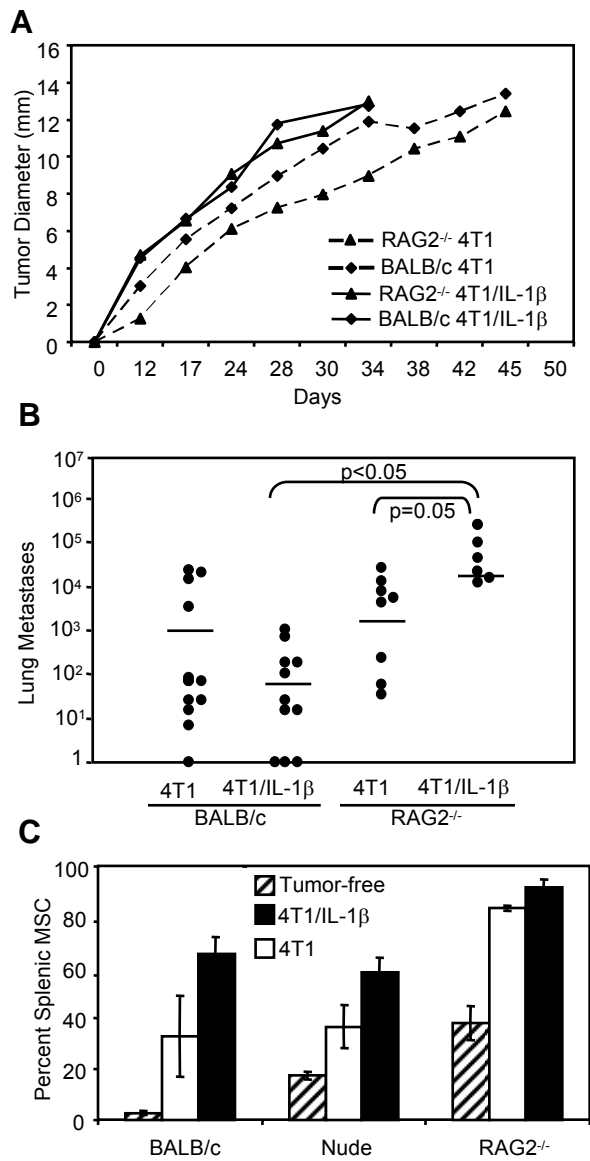 A
Tumor Diameter (mm)
16
14
12
10
8
6
4
2
0
RAG2-/- 4T1
BALB/c 4T1
RAG2-/- 4T1/IL-1β
BALB/c 4T1/IL-1β
0 12 17 24 28 30 34 38 42 45 50
Days
B
Lung Metastases
10⁷
10⁶
10⁵
10⁴
10³
10²
10¹
1
p<0.05
p=0.05
4T1 4T1/IL-1β 4T1 4T1/IL-1β
BALB/c RAG2-/-
C
Percent Splenic MSC
100
80
60
40
20
0
Tumor-free
4T1/IL-1β
4T1
BALB/c Nude RAG2-/-